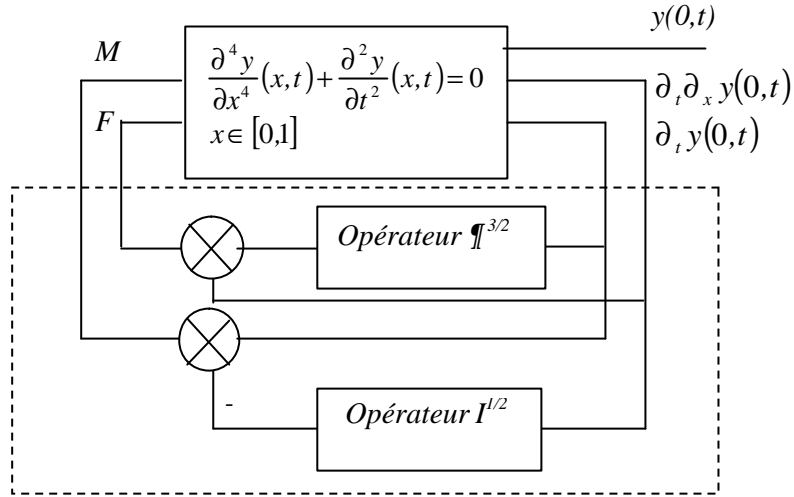 y(0,t)
M
∂⁴y/∂x⁴ (x,t) + ∂²y/∂t² (x,t) = 0
∂ₜ∂ₓ y(0,t)
F
x ∈ [0,1]
∂ₜ y(0,t)
Opérateur ¶^{3/2}
-
Opérateur I^{1/2}